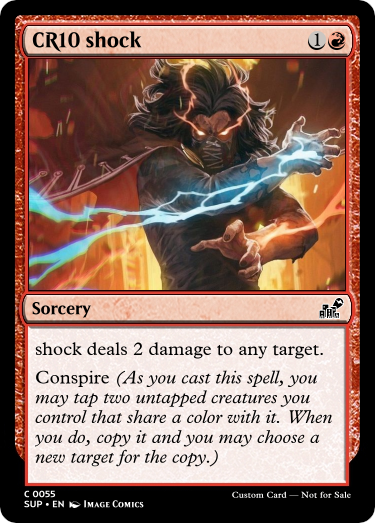 CR10 shock 1
Sorcery
shock deals 2 damage to any target.
Conspire (As you cast this spell, you
may tap two untapped creatures you
control that share a color with it. When
you do, copy it and you may choose a
new target for the copy.)
C 0055
SUP • EN Image Comics
Custom Card — Not for Sale